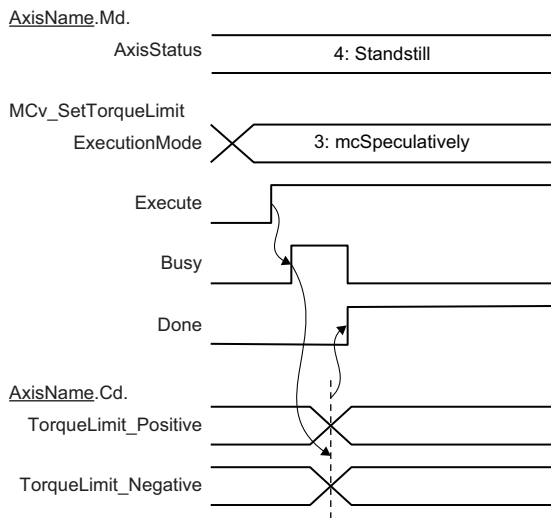 AxisName.Md.
AxisStatus
4: Standstill
MCv_SetTorqueLimit
ExecutionMode
3: mcSpeculatively
Execute
Busy
Done
AxisName.Cd.
TorqueLimit_Positive
TorqueLimit_Negative